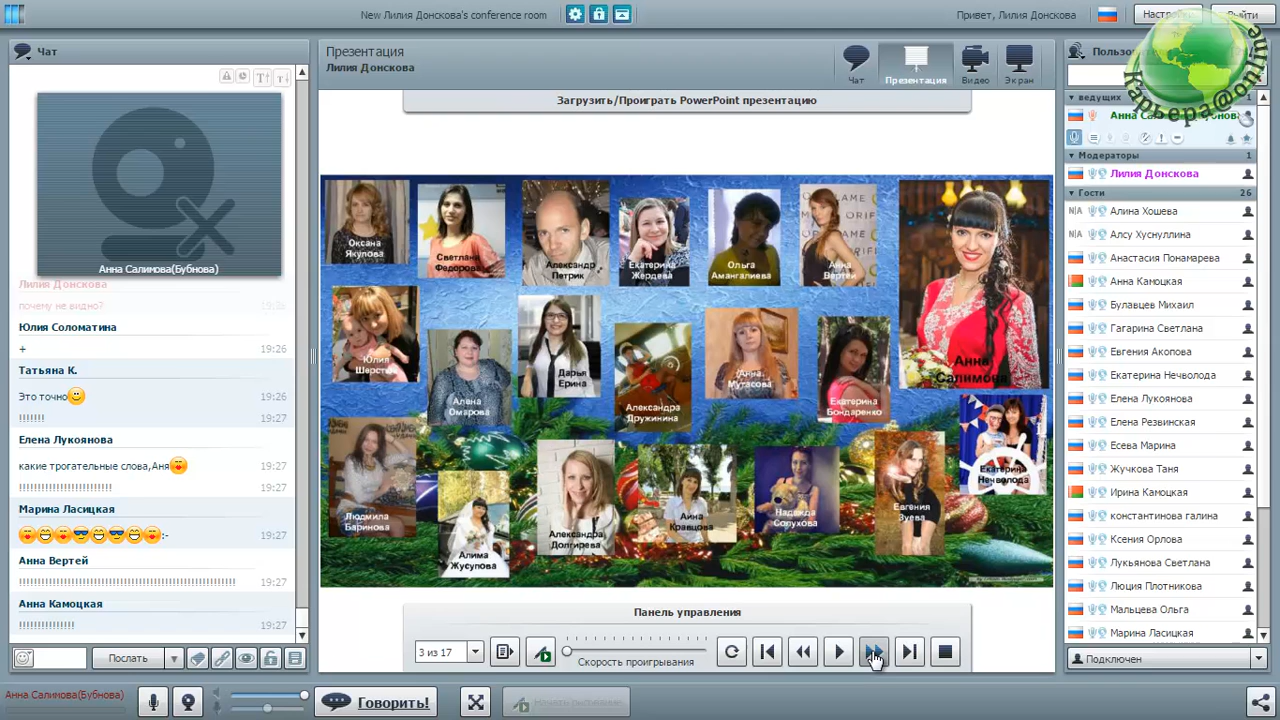 New Лилия Донскова's conference room
Привет, Лилия Донскова
Настройки
Выйти
Карьера@online
Чат
Анна Салимова(Бубнова)
Лилия Донскова
почему не видно?
Юлия Соломатина
+ 19:26
Татьяна К.
Это точно 19:26
!!!!!!! 19:27
Елена Лукоянова
какие трогательные слова,Аня 19:27
!!!!!!!!!!!!!!!!!!!!!!!! 19:27
Марина Ласицкая
:- 19:27
Анна Вертей
!!!!!!!!!!!!!!!!!!!!!!!!!!!!!!!!!!!!!!!!!!!!!!!!!!!!!! 19:27
Анна Камоцкая
!!!!!!!!!!!!!! 19:27
Послать
Презентация
Лилия Донскова
Чат
Презентация
Видео
Экран
Загрузить/Проиграть PowerPoint презентацию
Оксана Якупова
Светлана Федорова
Александр Петрик
Екатерина Жердева
Ольга Амангалиева
Анна Вертей
Анна Салимова
Юлия Шерстюк
Алена Омарова
Дарья Ерина
Александра Дружинина
Анна Мутасова
Екатерина Бондаренко
Екатерина Нечволода
Людмила Баринова
Алима Жусупова
Александра Долгирева
Анна Кравцова
Надежда Солухова
Евгения Зуева
Панель управления
3 из 17
Скорость проигрывания
ведущих 1
Модераторы 1
Лилия Донскова
Гости 26
N/A Алина Хошева
N/A Алсу Хуснуллина
Анастасия Понамарева
Анна Камоцкая
Булавцев Михаил
Гагарина Светлана
Евгения Акопова
Екатерина Нечволода
Елена Лукоянова
Елена Резвинская
Есева Марина
Жучкова Таня
Ирина Камоцкая
константинова галина
Ксения Орлова
Лукьянова Светлана
Люция Плотникова
Мальцева Ольга
Марина Ласицкая
Подключен
Анна Салимова(Бубнова)
Говорить!